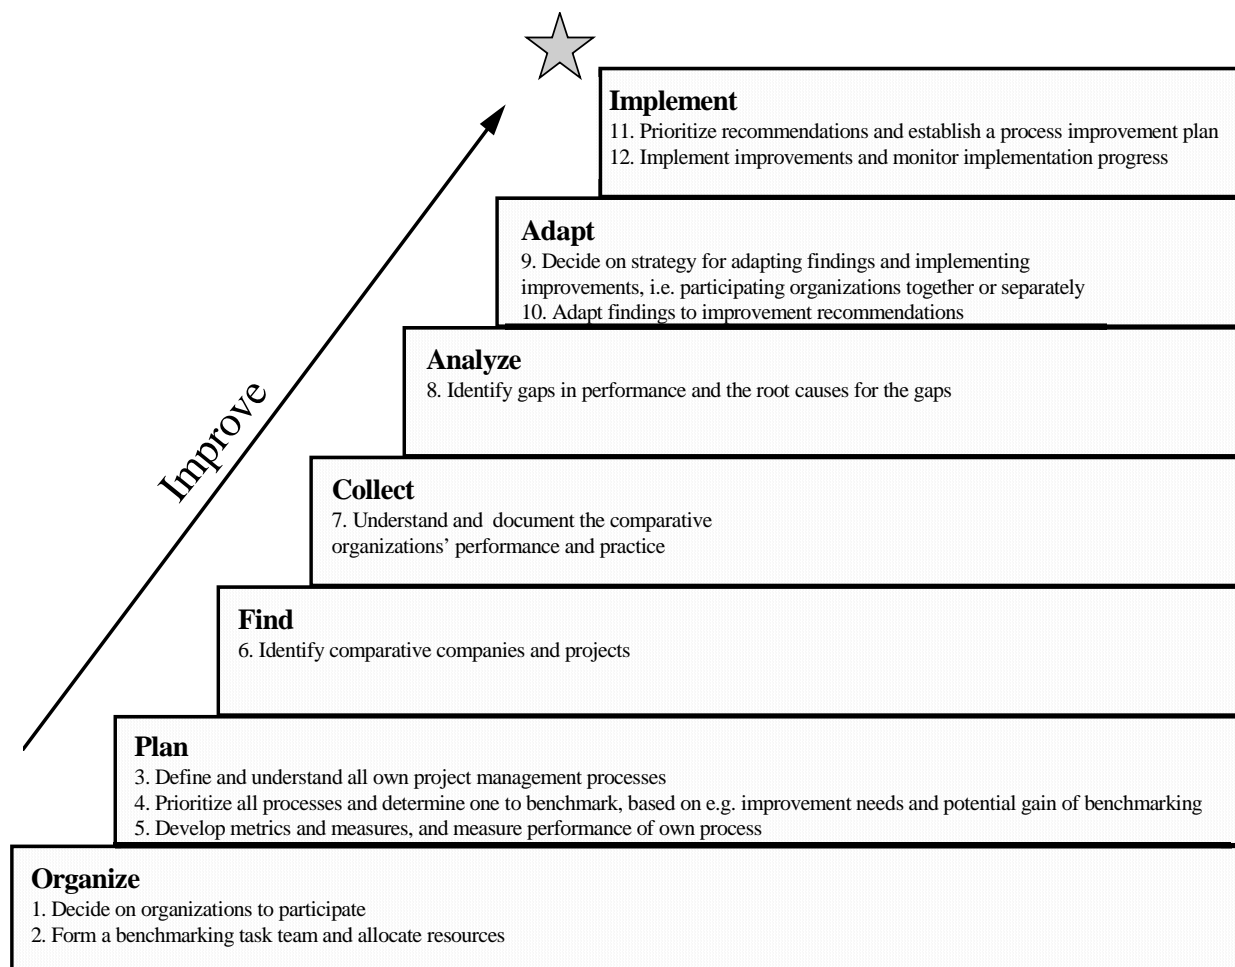 Implement
11. Prioritize recommendations and establish a process improvement plan
12. Implement improvements and monitor implementation progress
Adapt
9. Decide on strategy for adapting findings and implementing
improvements, i.e. participating organizations together or separately
10. Adapt findings to improvement recommendations
Analyze
8. Identify gaps in performance and the root causes for the gaps
Improve
Collect
7. Understand and document the comparative
organizations’ performance and practice
Find
6. Identify comparative companies and projects
Plan
3. Define and understand all own project management processes
4. Prioritize all processes and determine one to benchmark, based on e.g. improvement needs and potential gain of benchmarking
5. Develop metrics and measures, and measure performance of own process
Organize
1. Decide on organizations to participate
2. Form a benchmarking task team and allocate resources